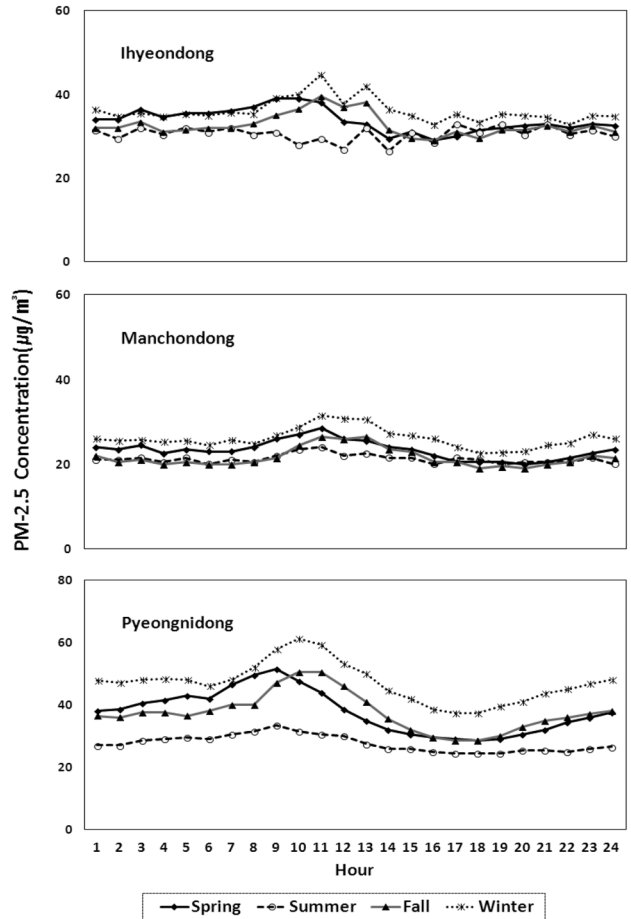 60
40
20
0
Ihyeondong
60
40
20
0
Manchondong
80
60
40
20
0
Pyeongnidong
PM-2.5 Concentration(μg/m³)
1 2 3 4 5 6 7 8 9 10 11 12 13 14 15 16 17 18 19 20 21 22 23 24
Hour
Spring Summer Fall Winter